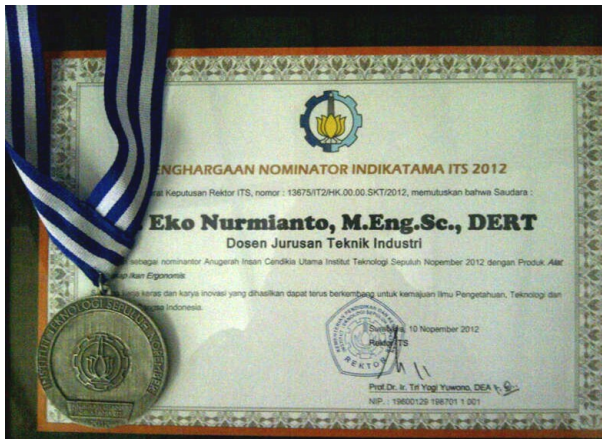 PENGHARGAAN NOMINATOR INDIKATAMA ITS 2012
Keputusan Rektor ITS, nomor : 13675/IT2/HK.00.00.SKT/2012, memutuskan bahwa Saudara :
Eko Nurmianto, M.Eng.Sc., DERT
Dosen Jurusan Teknik Industri
sebagai nominator Anugerah Insan Cendikia Utama Institut Teknologi Sepuluh Nopember 2012 dengan Produk Alat
Ikan Ergonomis
keras dan karya inovasi yang dihasilkan dapat terus berkembang untuk kemajuan Ilmu Pengetahuan, Teknologi dan
Indonesia.
Surabaya, 10 Nopember 2012
Rektor ITS
REKTOR
Prof.Dr. Ir. Tri Yogi Yuwono, DEA
NIP. : 19600129 198701 1 001
INSTITUT TEKNOLOGI SEPULUH NOPEMBER